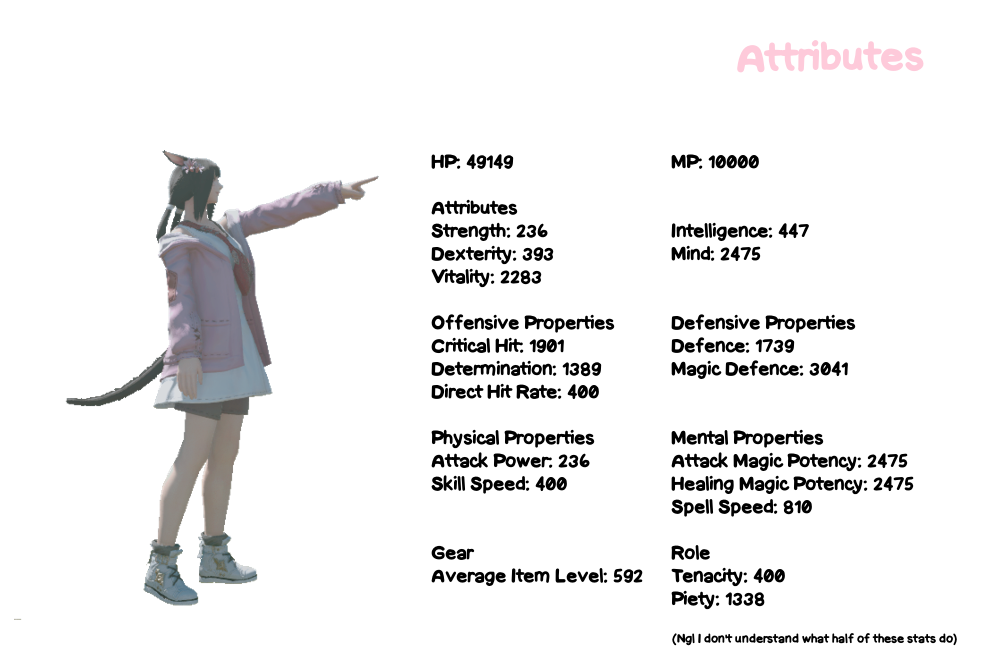 Attributes
HP: 49149
MP: 10000
Attributes
Strength: 236
Intelligence: 447
Dexterity: 393
Mind: 2475
Vitality: 2283
Offensive Properties
Defensive Properties
Critical Hit: 1901
Defence: 1739
Determination: 1389
Magic Defence: 3041
Direct Hit Rate: 400
Physical Properties
Mental Properties
Attack Power: 236
Attack Magic Potency: 2475
Skill Speed: 400
Healing Magic Potency: 2475
Spell Speed: 810
Gear
Role
Average Item Level: 592
Tenacity: 400
Piety: 1338
(Ngl I don't understand what half of these stats do)